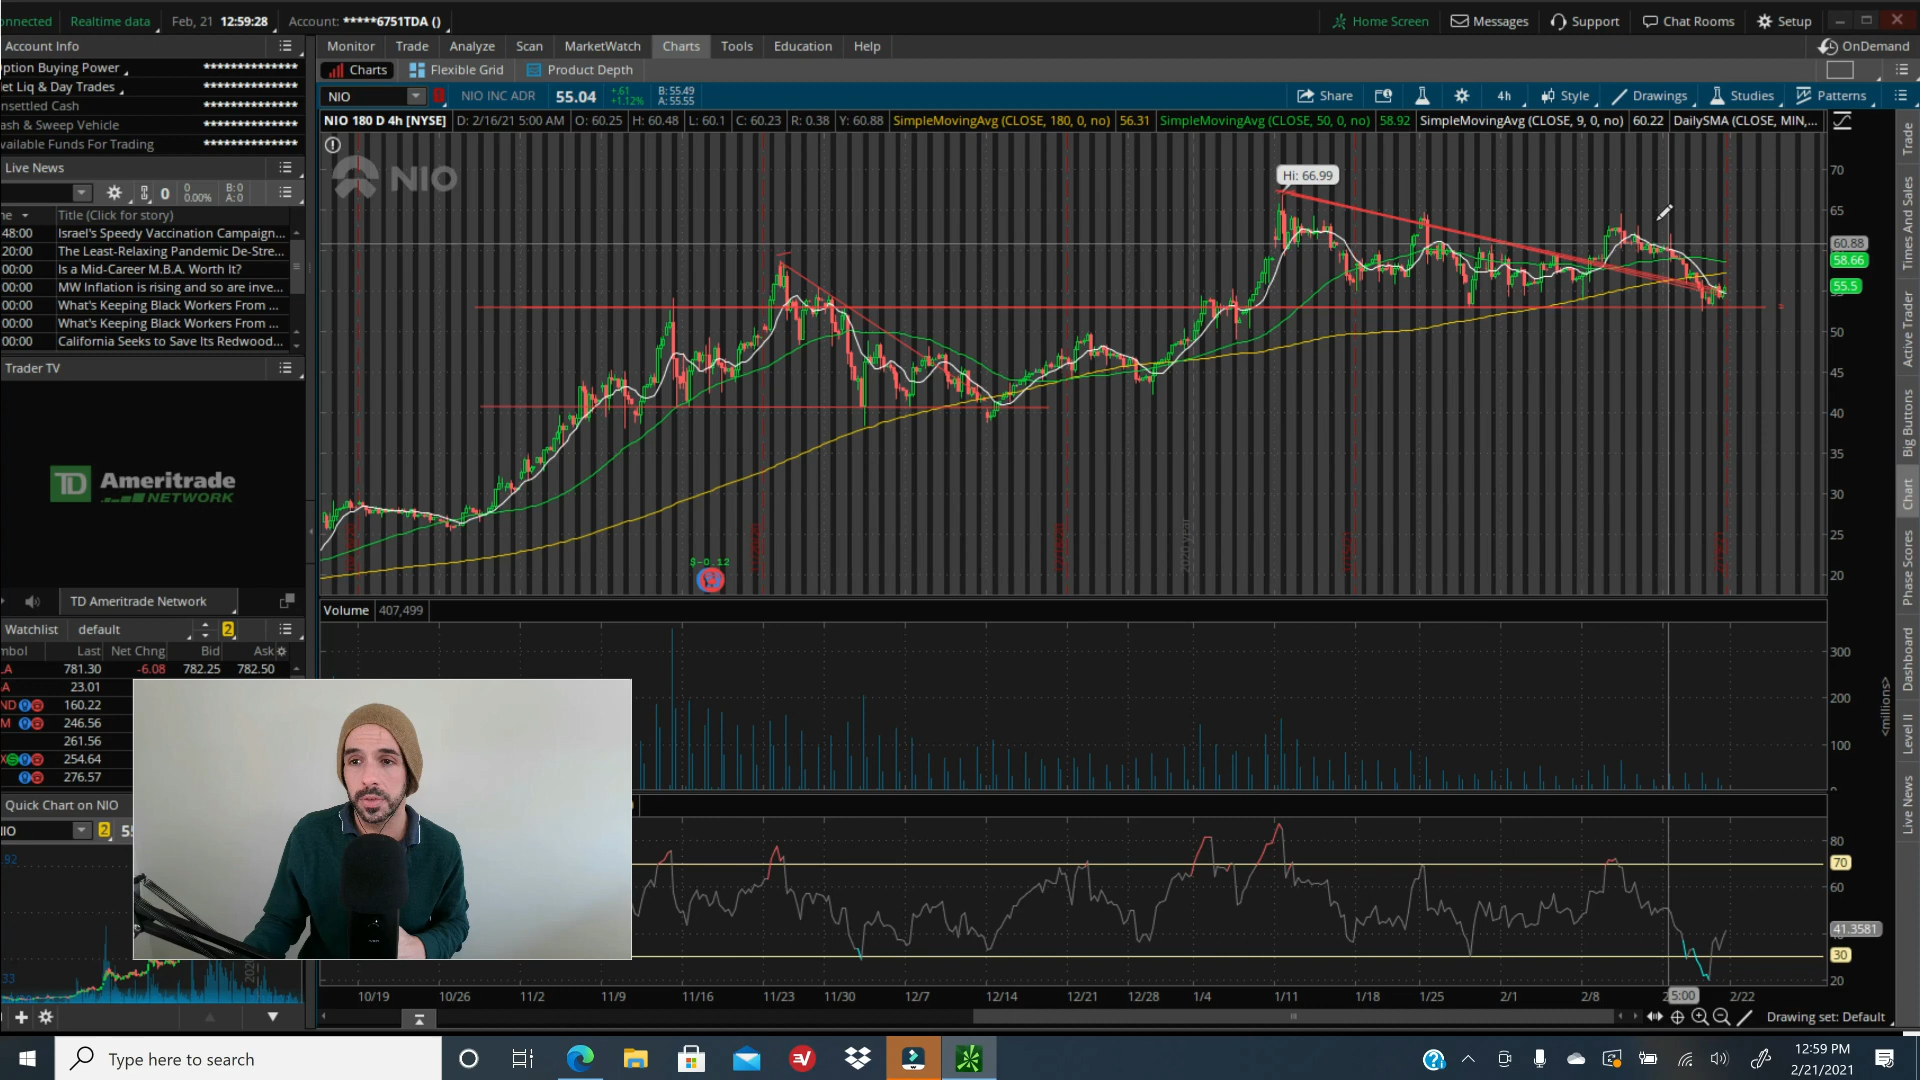 onnected Realtime data Feb, 21 12:59:28 Account: *****6751TDA () Home Screen Messages Support Chat Rooms Setup
Account Info Monitor Trade Analyze Scan MarketWatch Charts Tools Education Help OnDemand
ption Buying Power **************
et Liq & Day Trades **************
nsettled Cash **************
ash & Sweep Vehicle **************
vailable Funds For Trading **************
Charts Flexible Grid Product Depth
NIO NIO INC ADR 55.04 +.61 +1.12% B: 55.49 A: 55.55 Share 4h Style Drawings Studies Patterns
NIO 180 D 4h [NYSE] D: 2/16/21 5:00 AM O: 60.25 H: 60.48 L: 60.1 C: 60.23 R: 0.38 Y: 60.88 SimpleMovingAvg (CLOSE, 180, 0, no) 56.31 SimpleMovingAvg (CLOSE, 50, 0, no) 58.92 SimpleMovingAvg (CLOSE, 9, 0, no) 60.22 DailySMA (CLOSE, MIN,...
Live News
0 0 0.00% B: 0 A: 0
me Title (Click for story)
48:00 Israel's Speedy Vaccination Campaign...
20:00 The Least-Relaxing Pandemic De-Stre...
00:00 Is a Mid-Career M.B.A. Worth It?
00:00 MW Inflation is rising and so are inve...
00:00 What's Keeping Black Workers From ...
00:00 What's Keeping Black Workers From ...
00:00 California Seeks to Save Its Redwood...
Trader TV
TD Ameritrade
NETWORK
TD Ameritrade Network
NIO
Hi: 66.99
70
65
60.88
58.66
55.5
50
45
40
35
30
25
20
2020 year
$-0.12
Trade
Times And Sales
Active Trader
Big Buttons
Chart
Phase Scores
Dashboard
Level II
Live News
Volume 407,499
300
200
100
<millions>
Watchlist default 2
mbol Last Net Chng Bid Ask
LA 781.30 -6.08 782.25 782.50
A 23.01
ND 160.22
M 246.56
261.56
X 254.64
276.57
Quick Chart on NIO
NIO 2 55
.92
33
80
70
60
41.3581
30
20
10/19 10/26 11/2 11/9 11/16 11/23 11/30 12/7 12/14 12/21 12/28 1/4 1/11 1/18 1/25 2/1 2/8 5:00 2/22
Drawing set: Default
Type here to search
12:59 PM
2/21/2021